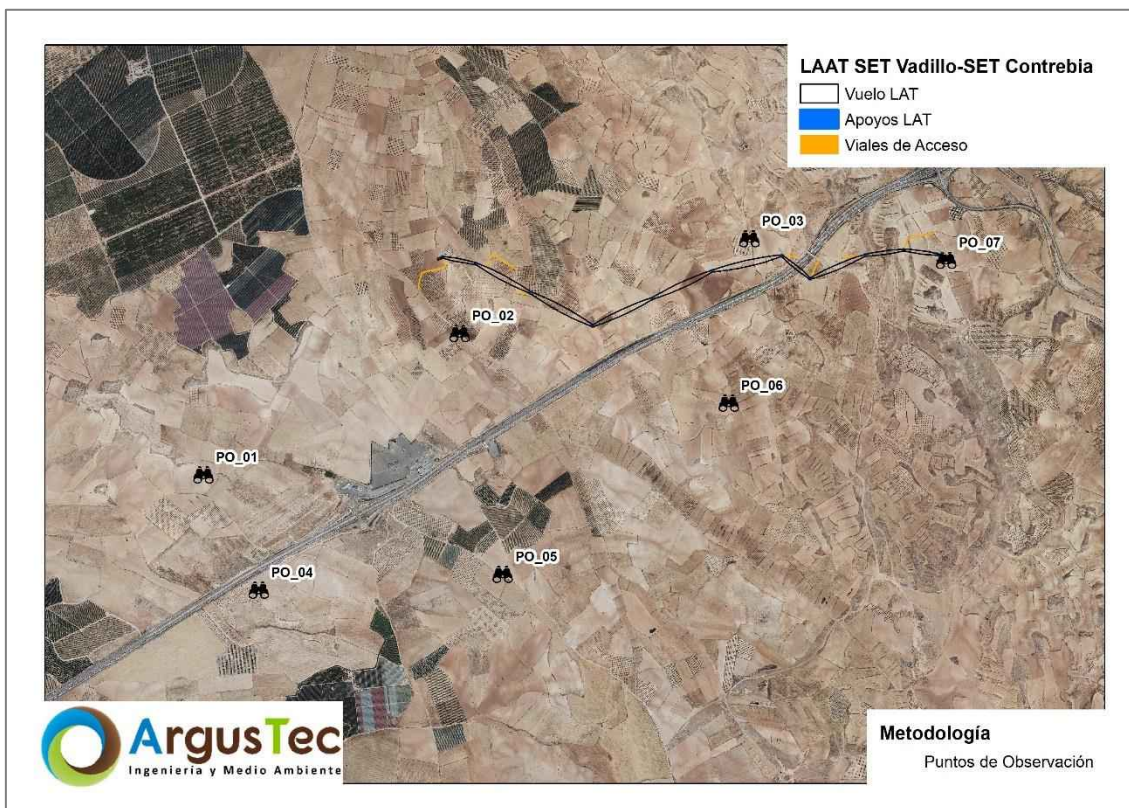 LAAT SET Vadillo-SET Contrebia
Vuelo LAT
Apoyos LAT
Viales de Acceso
PO_03
PO_07
PO_02
PO_06
PO_01
PO_05
PO_04
ArgusTec
Ingeniería y Medio Ambiente
Metodología
Puntos de Observación